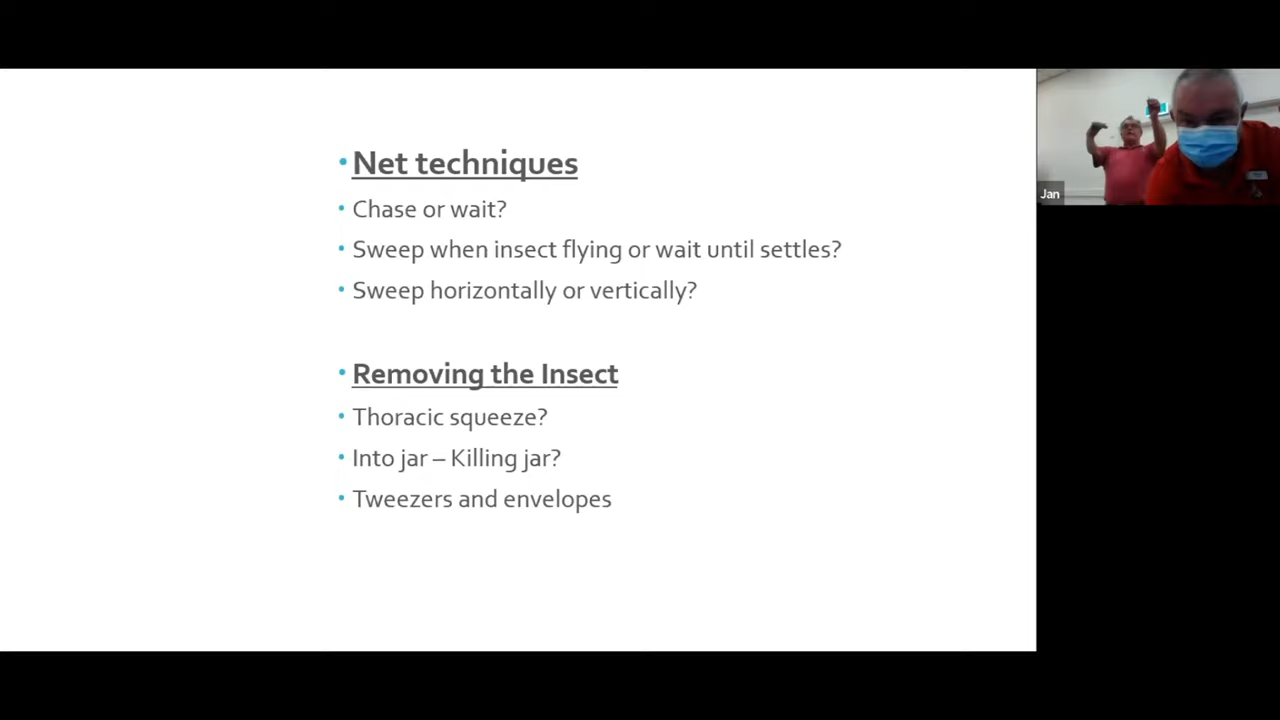 • Net techniques
• Chase or wait?
• Sweep when insect flying or wait until settles?
• Sweep horizontally or vertically?
• Removing the Insect
• Thoracic squeeze?
• Into jar – Killing jar?
• Tweezers and envelopes
Jan